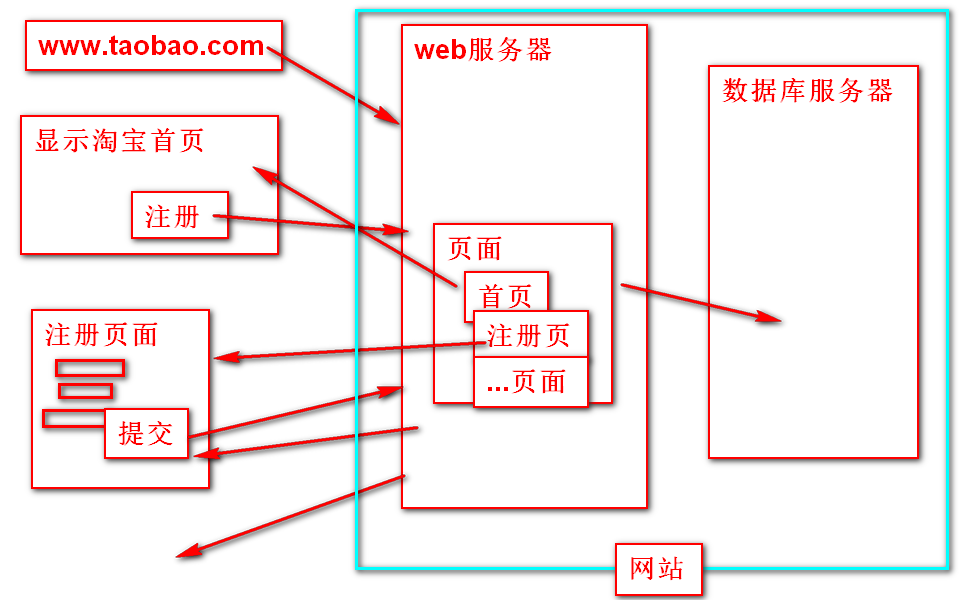 www.taobao.com
显示淘宝首页
注册
注册页面
提交
web服务器
页面
首页
注册页
...页面
数据库服务器
网站